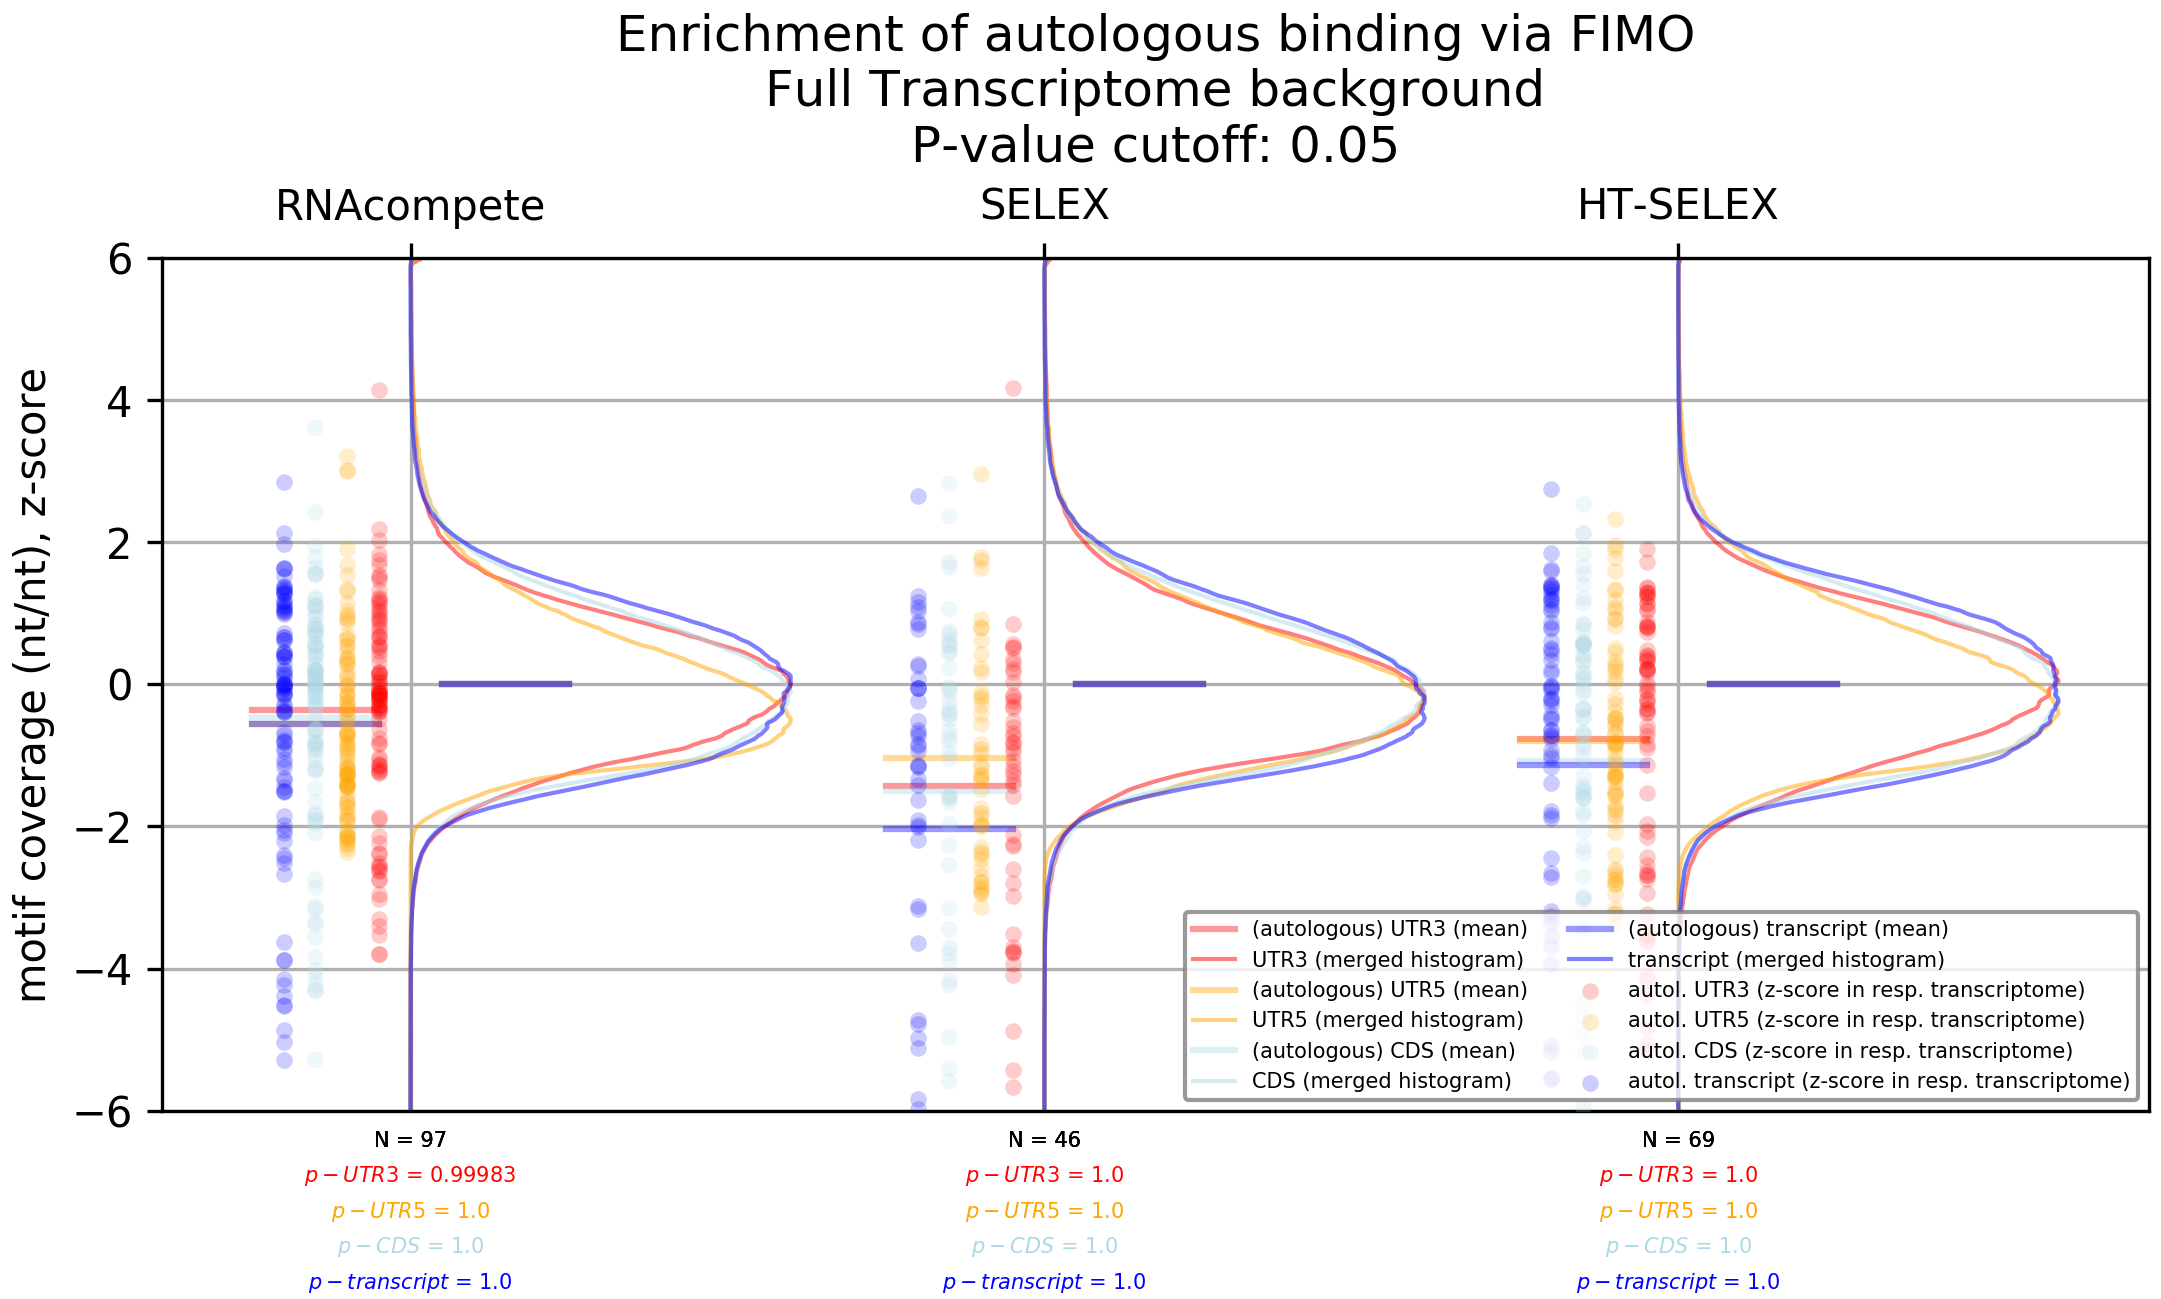 Enrichment of autologous binding via FIMO
Full Transcriptome background
P-value cutoff: 0.05
RNAcompete
SELEX
HT-SELEX
motif coverage (nt/nt), z-score
6
4
2
0
−2
−4
−6
(autologous) UTR3 (mean)
UTR3 (merged histogram)
(autologous) UTR5 (mean)
UTR5 (merged histogram)
(autologous) CDS (mean)
CDS (merged histogram)
(autologous) transcript (mean)
transcript (merged histogram)
autol. UTR3 (z-score in resp. transcriptome)
autol. UTR5 (z-score in resp. transcriptome)
autol. CDS (z-score in resp. transcriptome)
autol. transcript (z-score in resp. transcriptome)
N = 97
p − UTR3 = 0.99983
p − UTR5 = 1.0
p − CDS = 1.0
p − transcript = 1.0
N = 46
p − UTR3 = 1.0
p − UTR5 = 1.0
p − CDS = 1.0
p − transcript = 1.0
N = 69
p − UTR3 = 1.0
p − UTR5 = 1.0
p − CDS = 1.0
p − transcript = 1.0